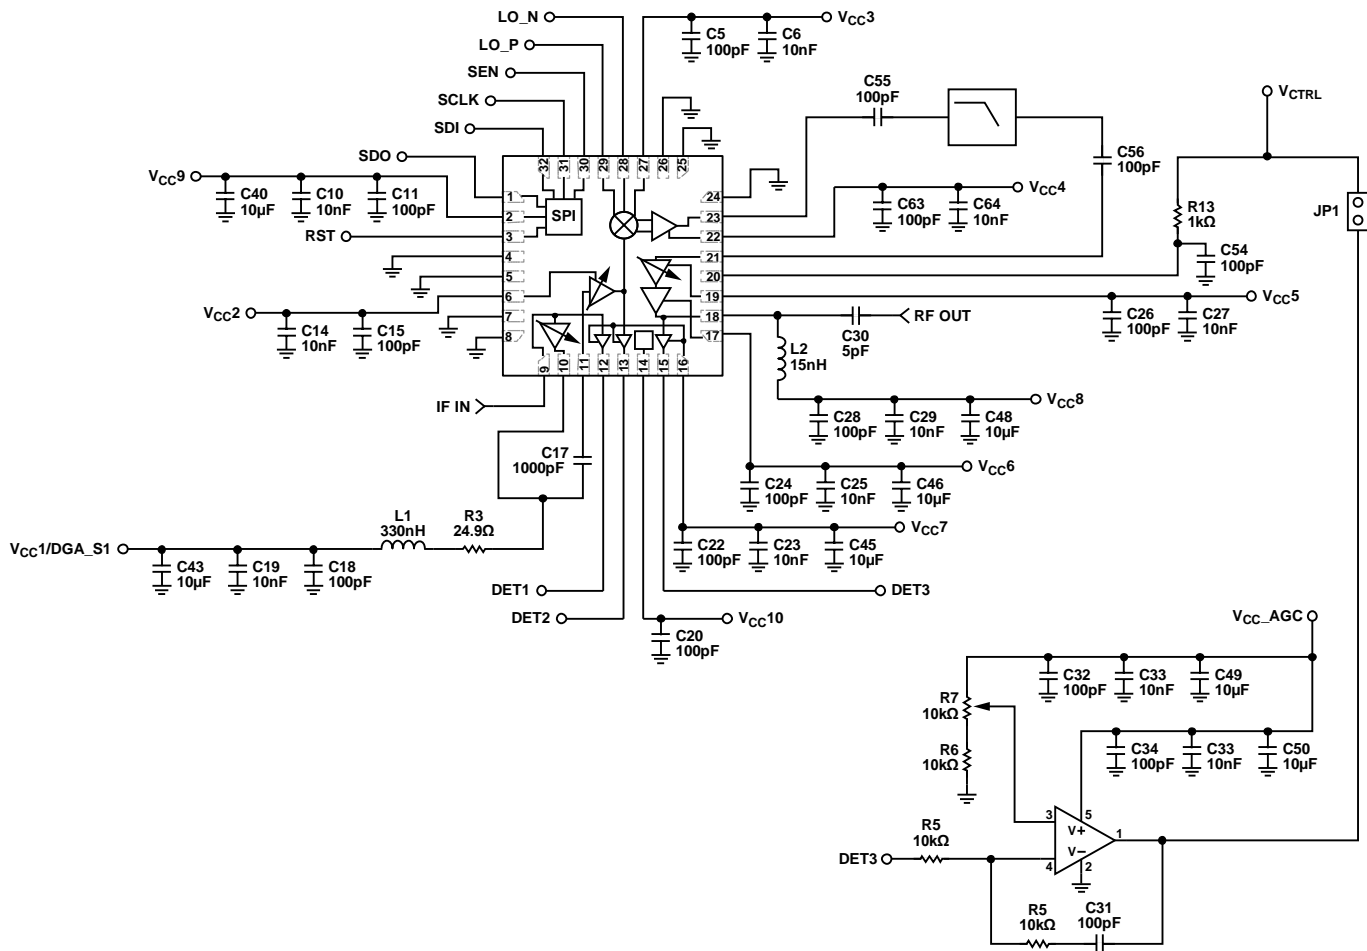 LO_N
VCC3
C5
100pF
C6
10nF
LO_P
SEN
C55
100pF
VCTRL
SCLK
SDI
SDO
32
31
30
29
28
27
26
25
C56
100pF
VCC9
C40
10µF
C10
10nF
C11
100pF
1
2
3
4
5
6
7
8
SPI
24
23
22
21
20
19
18
17
VCC4
C63
100pF
C64
10nF
R13
1kΩ
JP1
RST
C54
100pF
VCC2
C14
10nF
C15
100pF
VCC5
C26
100pF
C27
10nF
RF OUT
C30
5pF
L2
15nH
9
10
11
12
13
14
15
16
IF IN
VCC8
C28
100pF
C29
10nF
C48
10µF
C17
1000pF
VCC6
C24
100pF
C25
10nF
C46
10µF
L1
330nH
R3
24.9Ω
VCC7
C22
100pF
C23
10nF
C45
10µF
VCC1/DGA_S1
C43
10µF
C19
10nF
C18
100pF
DET1
DET3
DET2
VCC10
C20
100pF
VCC_AGC
C32
100pF
C33
10nF
C49
10µF
R7
10kΩ
R6
10kΩ
C34
100pF
C33
10nF
C50
10µF
3
5
V+
1
V–
4
2
R5
10kΩ
DET3
R5
10kΩ
C31
100pF